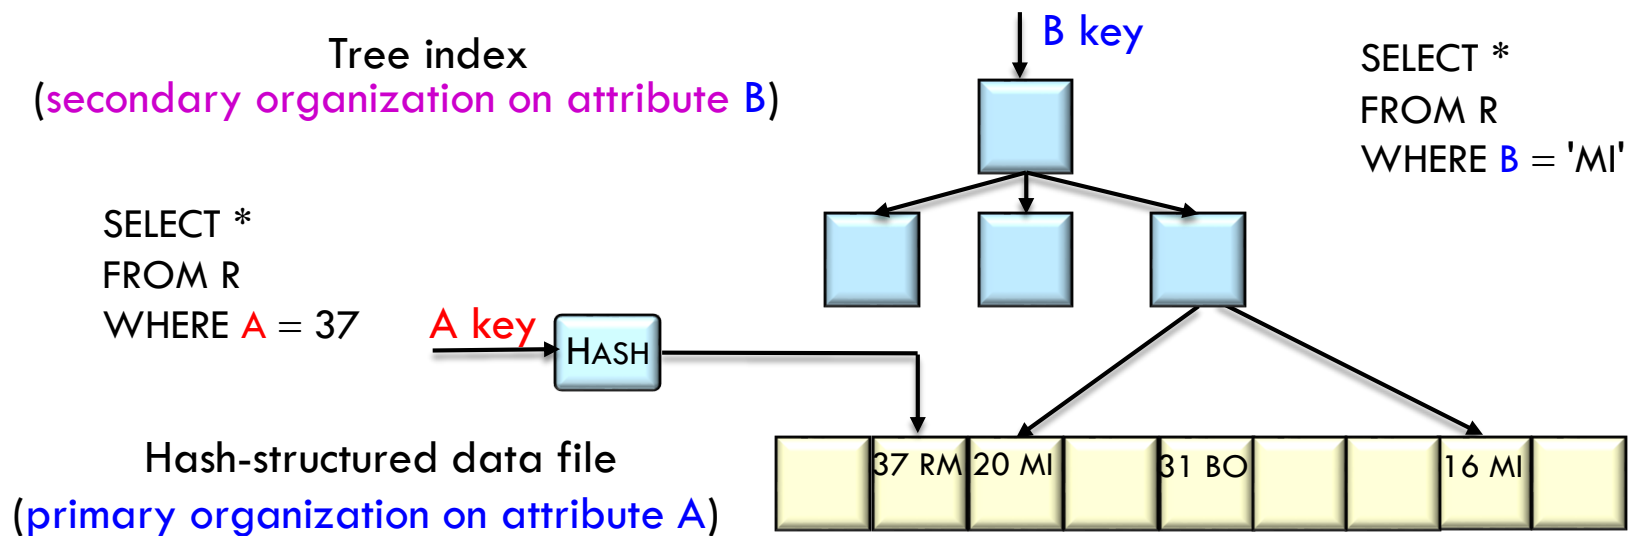 Tree index
(secondary organization on attribute B)
B key
SELECT *
FROM R
WHERE B = 'MI'
SELECT *
FROM R
WHERE A = 37
A key
HASH
Hash-structured data file
(primary organization on attribute A)
37 RM
20 MI
31 BO
16 MI